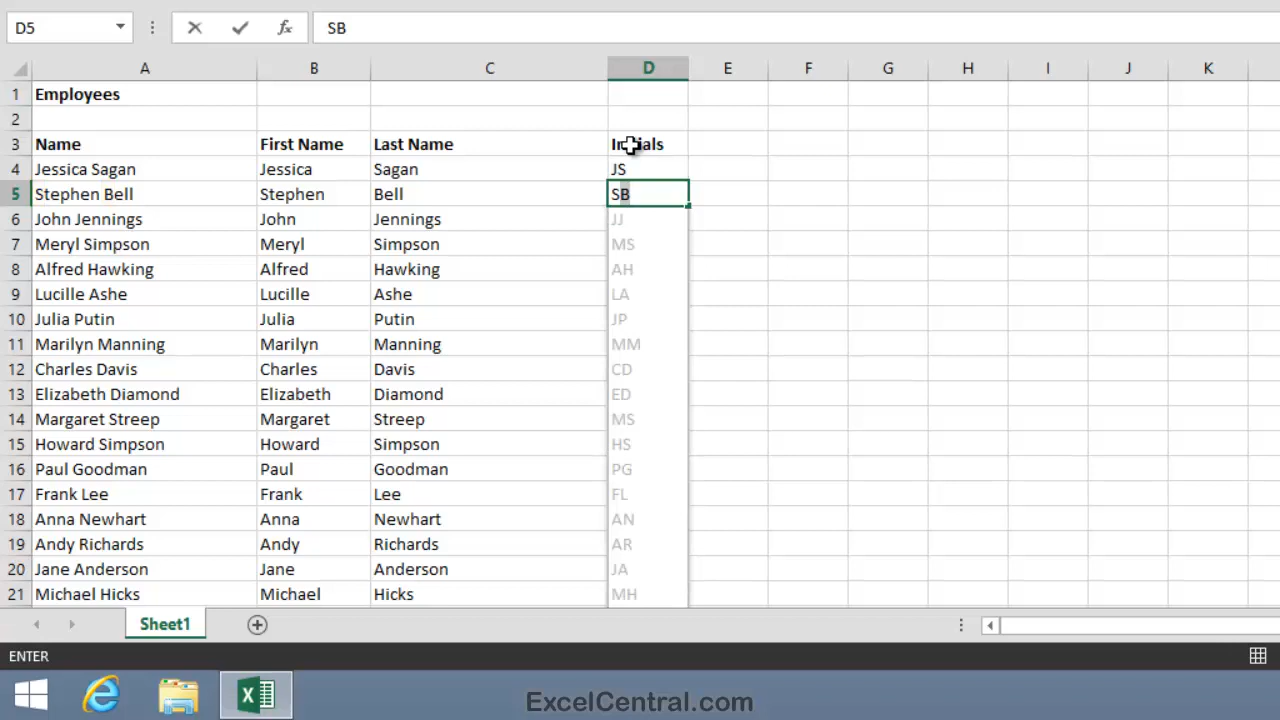 D5 fx SB
A B C D E F G H I J K
1 Employees
2
3 Name First Name Last Name Initials
4 Jessica Sagan Jessica Sagan JS
5 Stephen Bell Stephen Bell SB
6 John Jennings John Jennings JJ
7 Meryl Simpson Meryl Simpson MS
8 Alfred Hawking Alfred Hawking AH
9 Lucille Ashe Lucille Ashe LA
10 Julia Putin Julia Putin JP
11 Marilyn Manning Marilyn Manning MM
12 Charles Davis Charles Davis CD
13 Elizabeth Diamond Elizabeth Diamond ED
14 Margaret Streep Margaret Streep MS
15 Howard Simpson Howard Simpson HS
16 Paul Goodman Paul Goodman PG
17 Frank Lee Frank Lee FL
18 Anna Newhart Anna Newhart AN
19 Andy Richards Andy Richards AR
20 Jane Anderson Jane Anderson JA
21 Michael Hicks Michael Hicks MH
Sheet1
ENTER
ExcelCentral.com